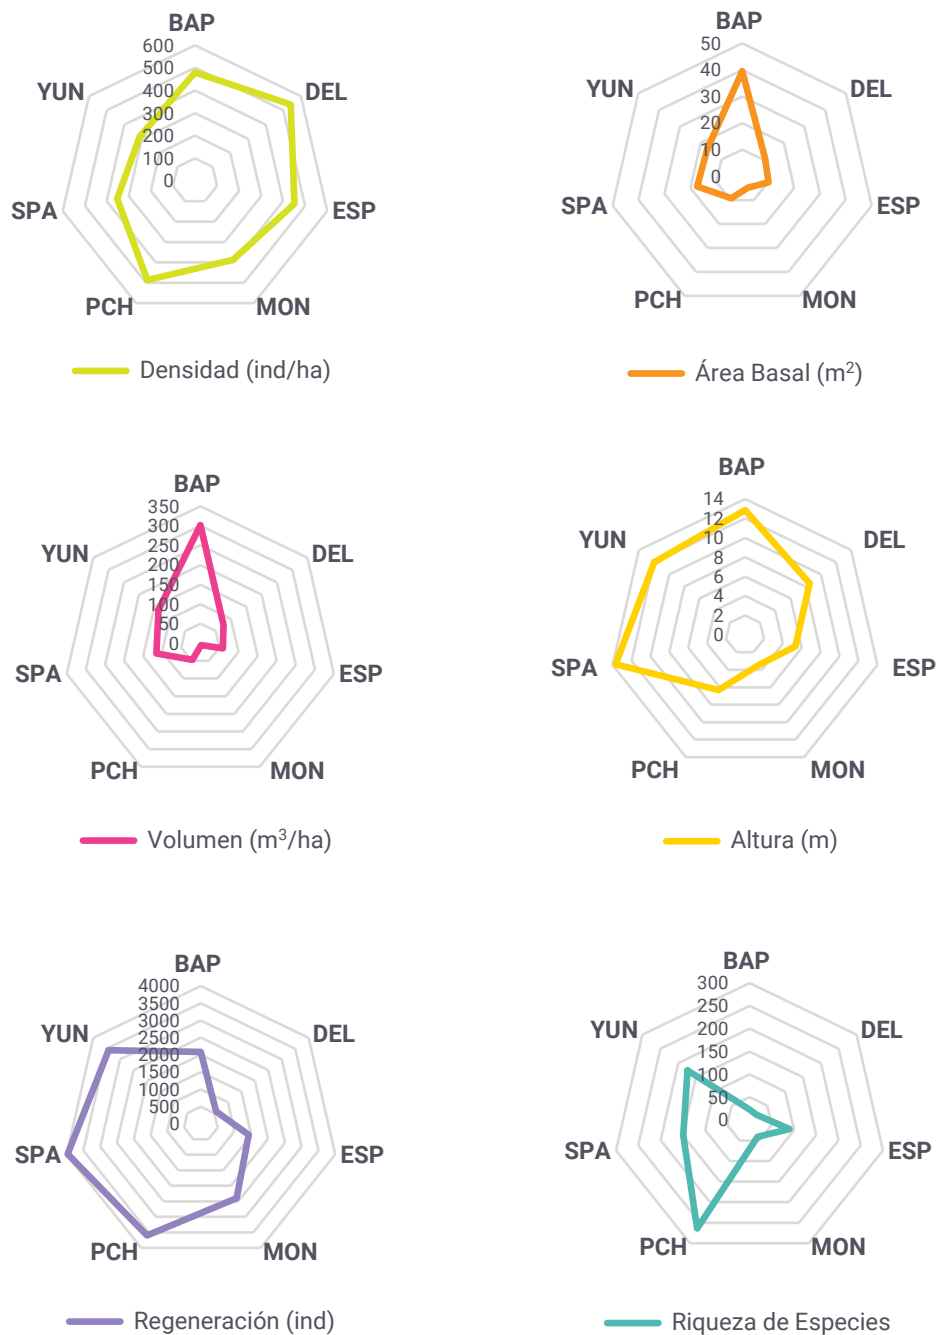 BAP
600
500
400
300
200
100
0
YUN
DEL
SPA
ESP
PCH
MON
Densidad (ind/ha)
BAP
50
40
30
20
10
0
YUN
DEL
SPA
ESP
PCH
MON
Área Basal (m²)
BAP
350
300
250
200
150
100
50
0
YUN
DEL
SPA
ESP
PCH
MON
Volumen (m³/ha)
BAP
14
12
10
8
6
4
2
0
YUN
DEL
SPA
ESP
PCH
MON
Altura (m)
BAP
4000
3500
3000
2500
2000
1500
1000
500
0
YUN
DEL
SPA
ESP
PCH
MON
Regeneración (ind)
BAP
300
250
200
150
100
50
0
YUN
DEL
SPA
ESP
PCH
MON
Riqueza de Especies